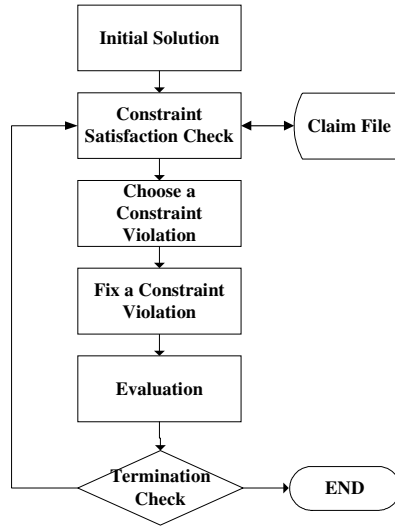 Initial Solution
Constraint
Satisfaction Check
Claim File
Choose a
Constraint
Violation
Fix a Constraint
Violation
Evaluation
Termination
Check
END